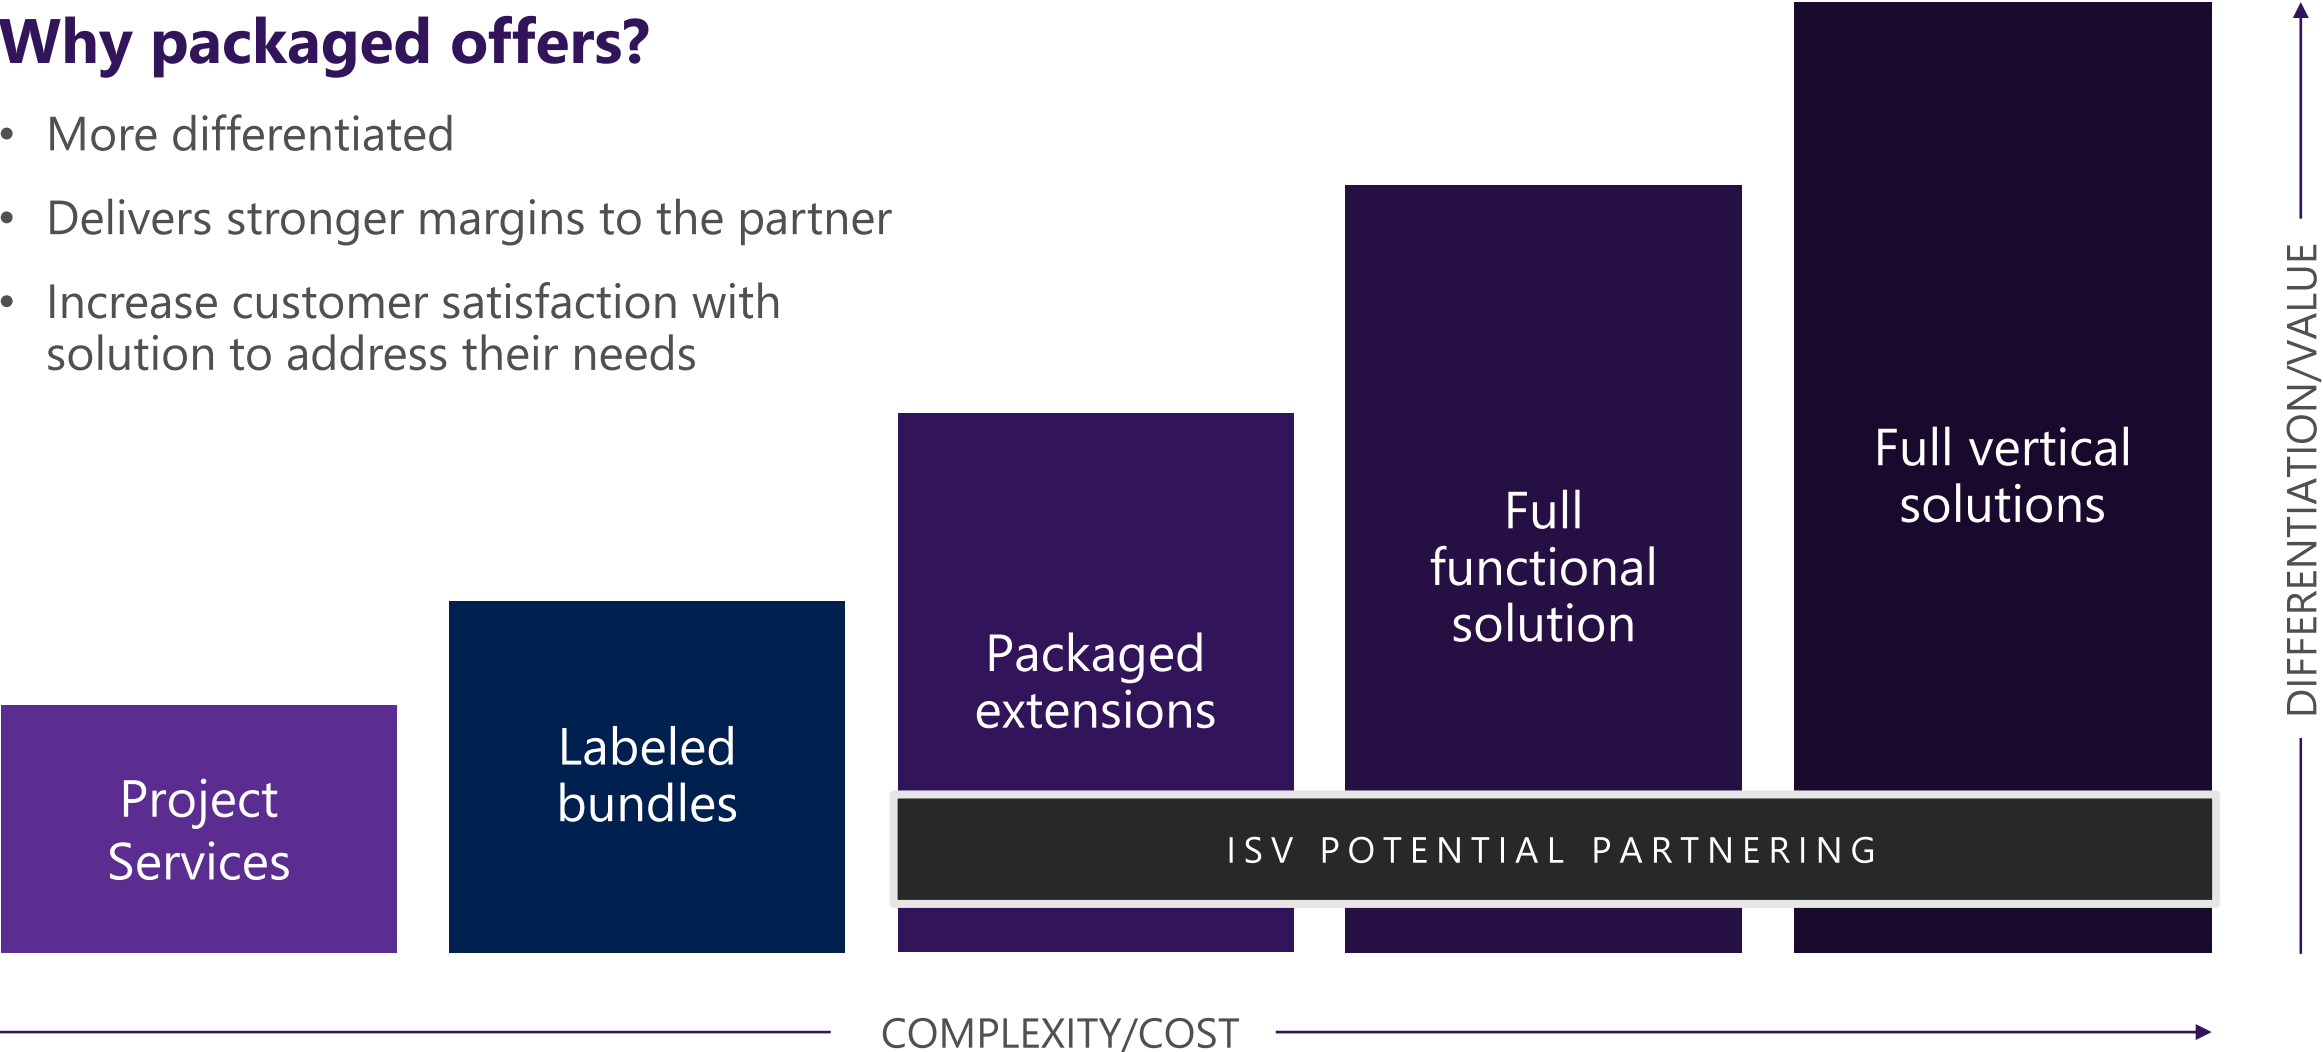 Why packaged offers?
• More differentiated
• Delivers stronger margins to the partner
• Increase customer satisfaction with
solution to address their needs
Project
Services
Labeled
bundles
Packaged
extensions
Full
functional
solution
Full vertical
solutions
ISV POTENTIAL PARTNERING
COMPLEXITY/COST
DIFFERENTIATION/VALUE